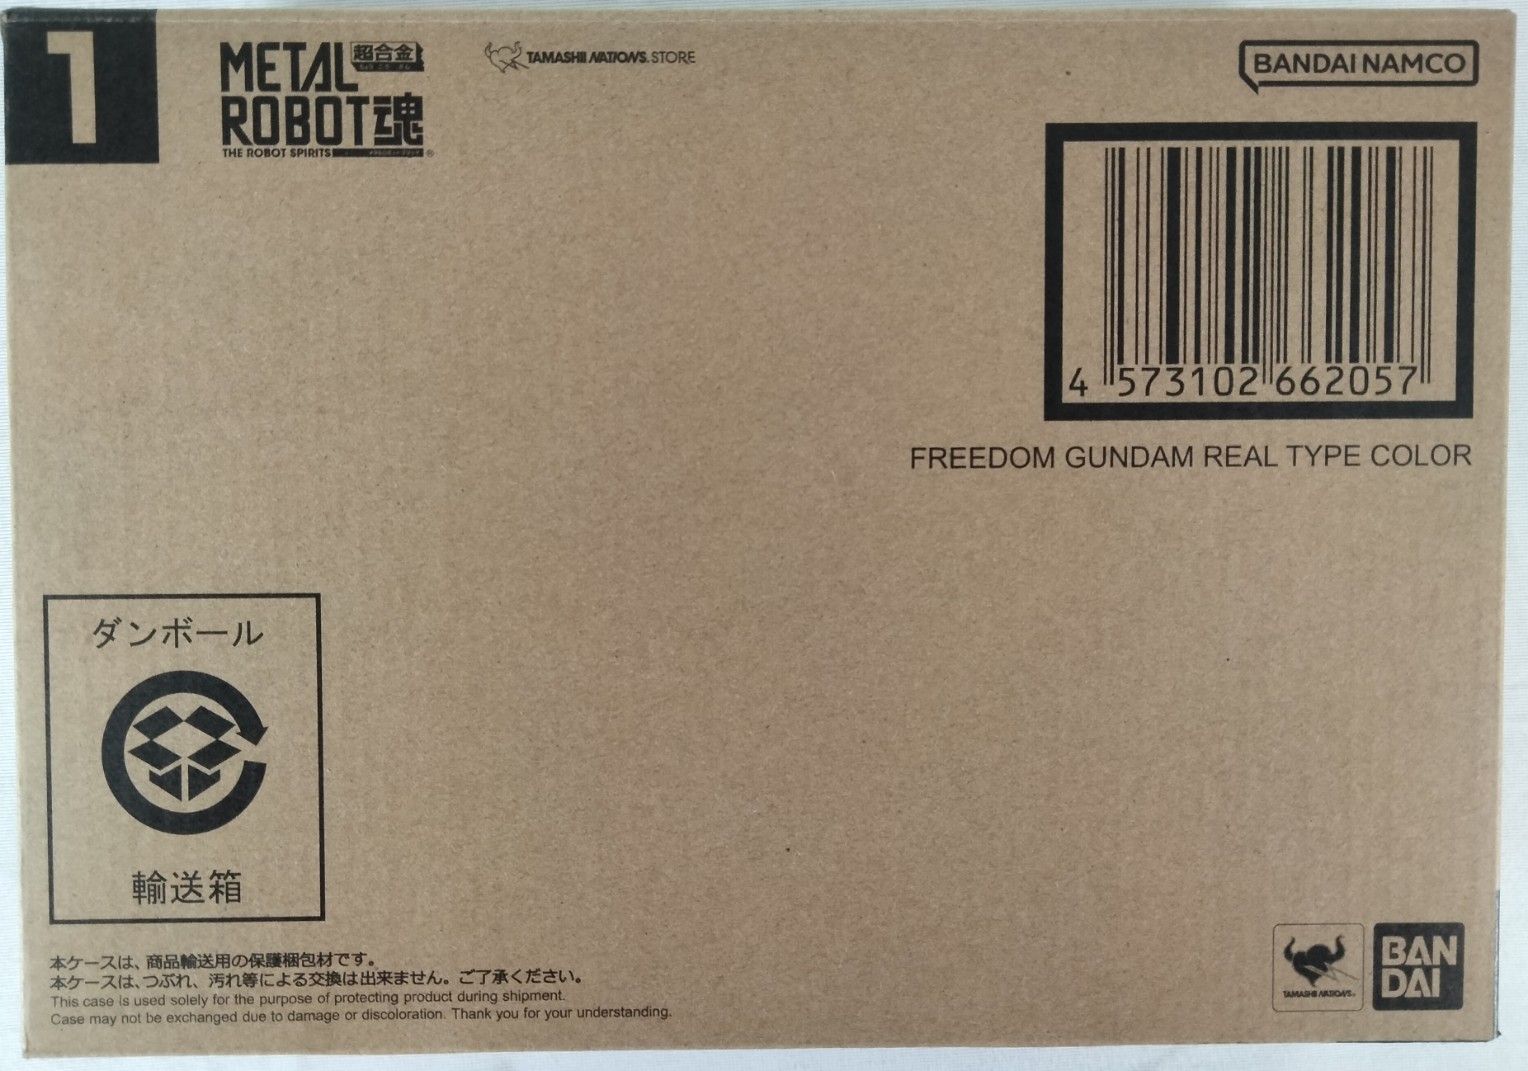 1
METAL 超合金
ROBOT魂
THE ROBOT SPIRITS
TAMASHII NATIONS. STORE
BANDAI NAMCO
4 573102 662057
FREEDOM GUNDAM REAL TYPE COLOR
ダンボール
輸送箱
本ケースは、商品輸送用の保護梱包材です。
本ケースは、つぶれ、汚れ等による交換は出来ません。ご了承ください。
This case is used solely for the purpose of protecting product during shipment.
Case may not be exchanged due to damage or discoloration. Thank you for your understanding.
TAMASHII NATIONS.
BAN
DAI